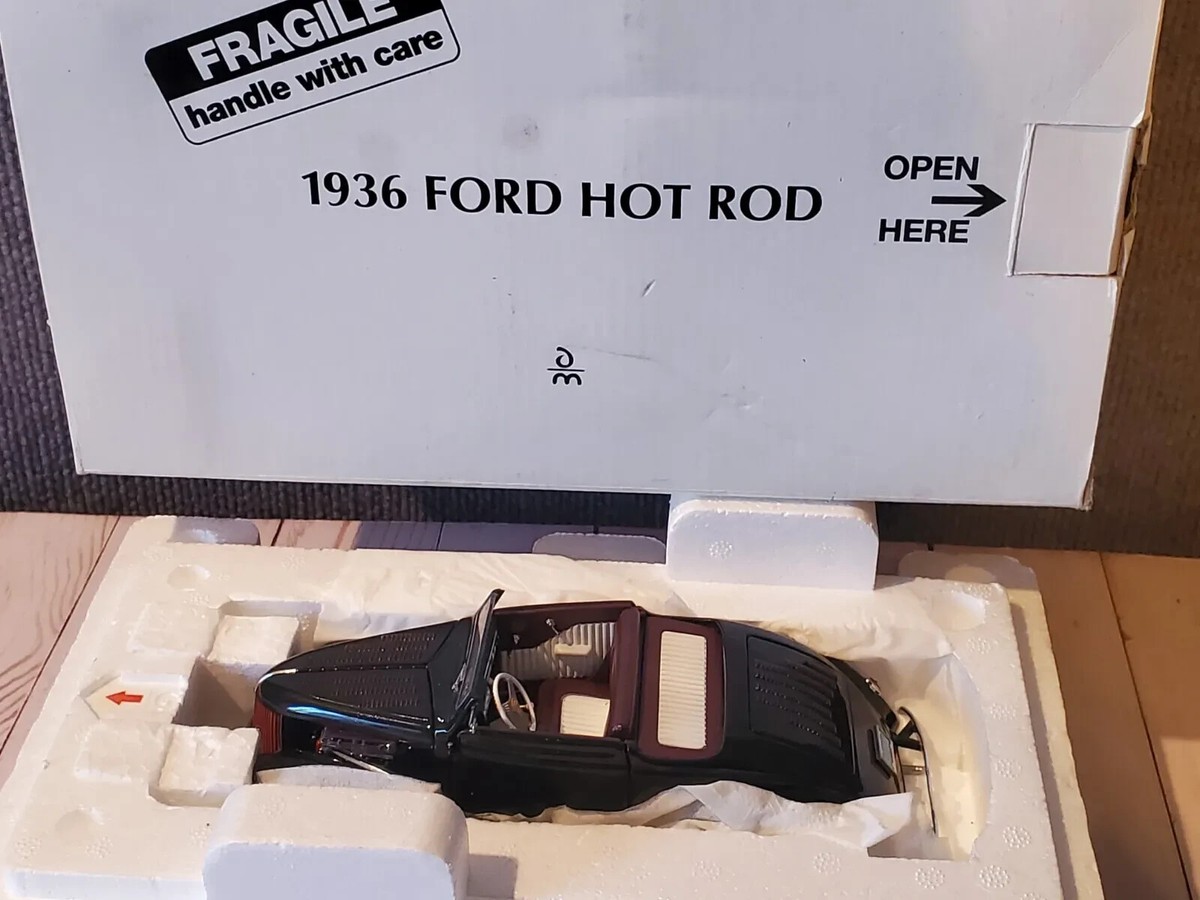 FRAGILE
handle with care
1936 FORD HOT ROD
OPEN
HERE